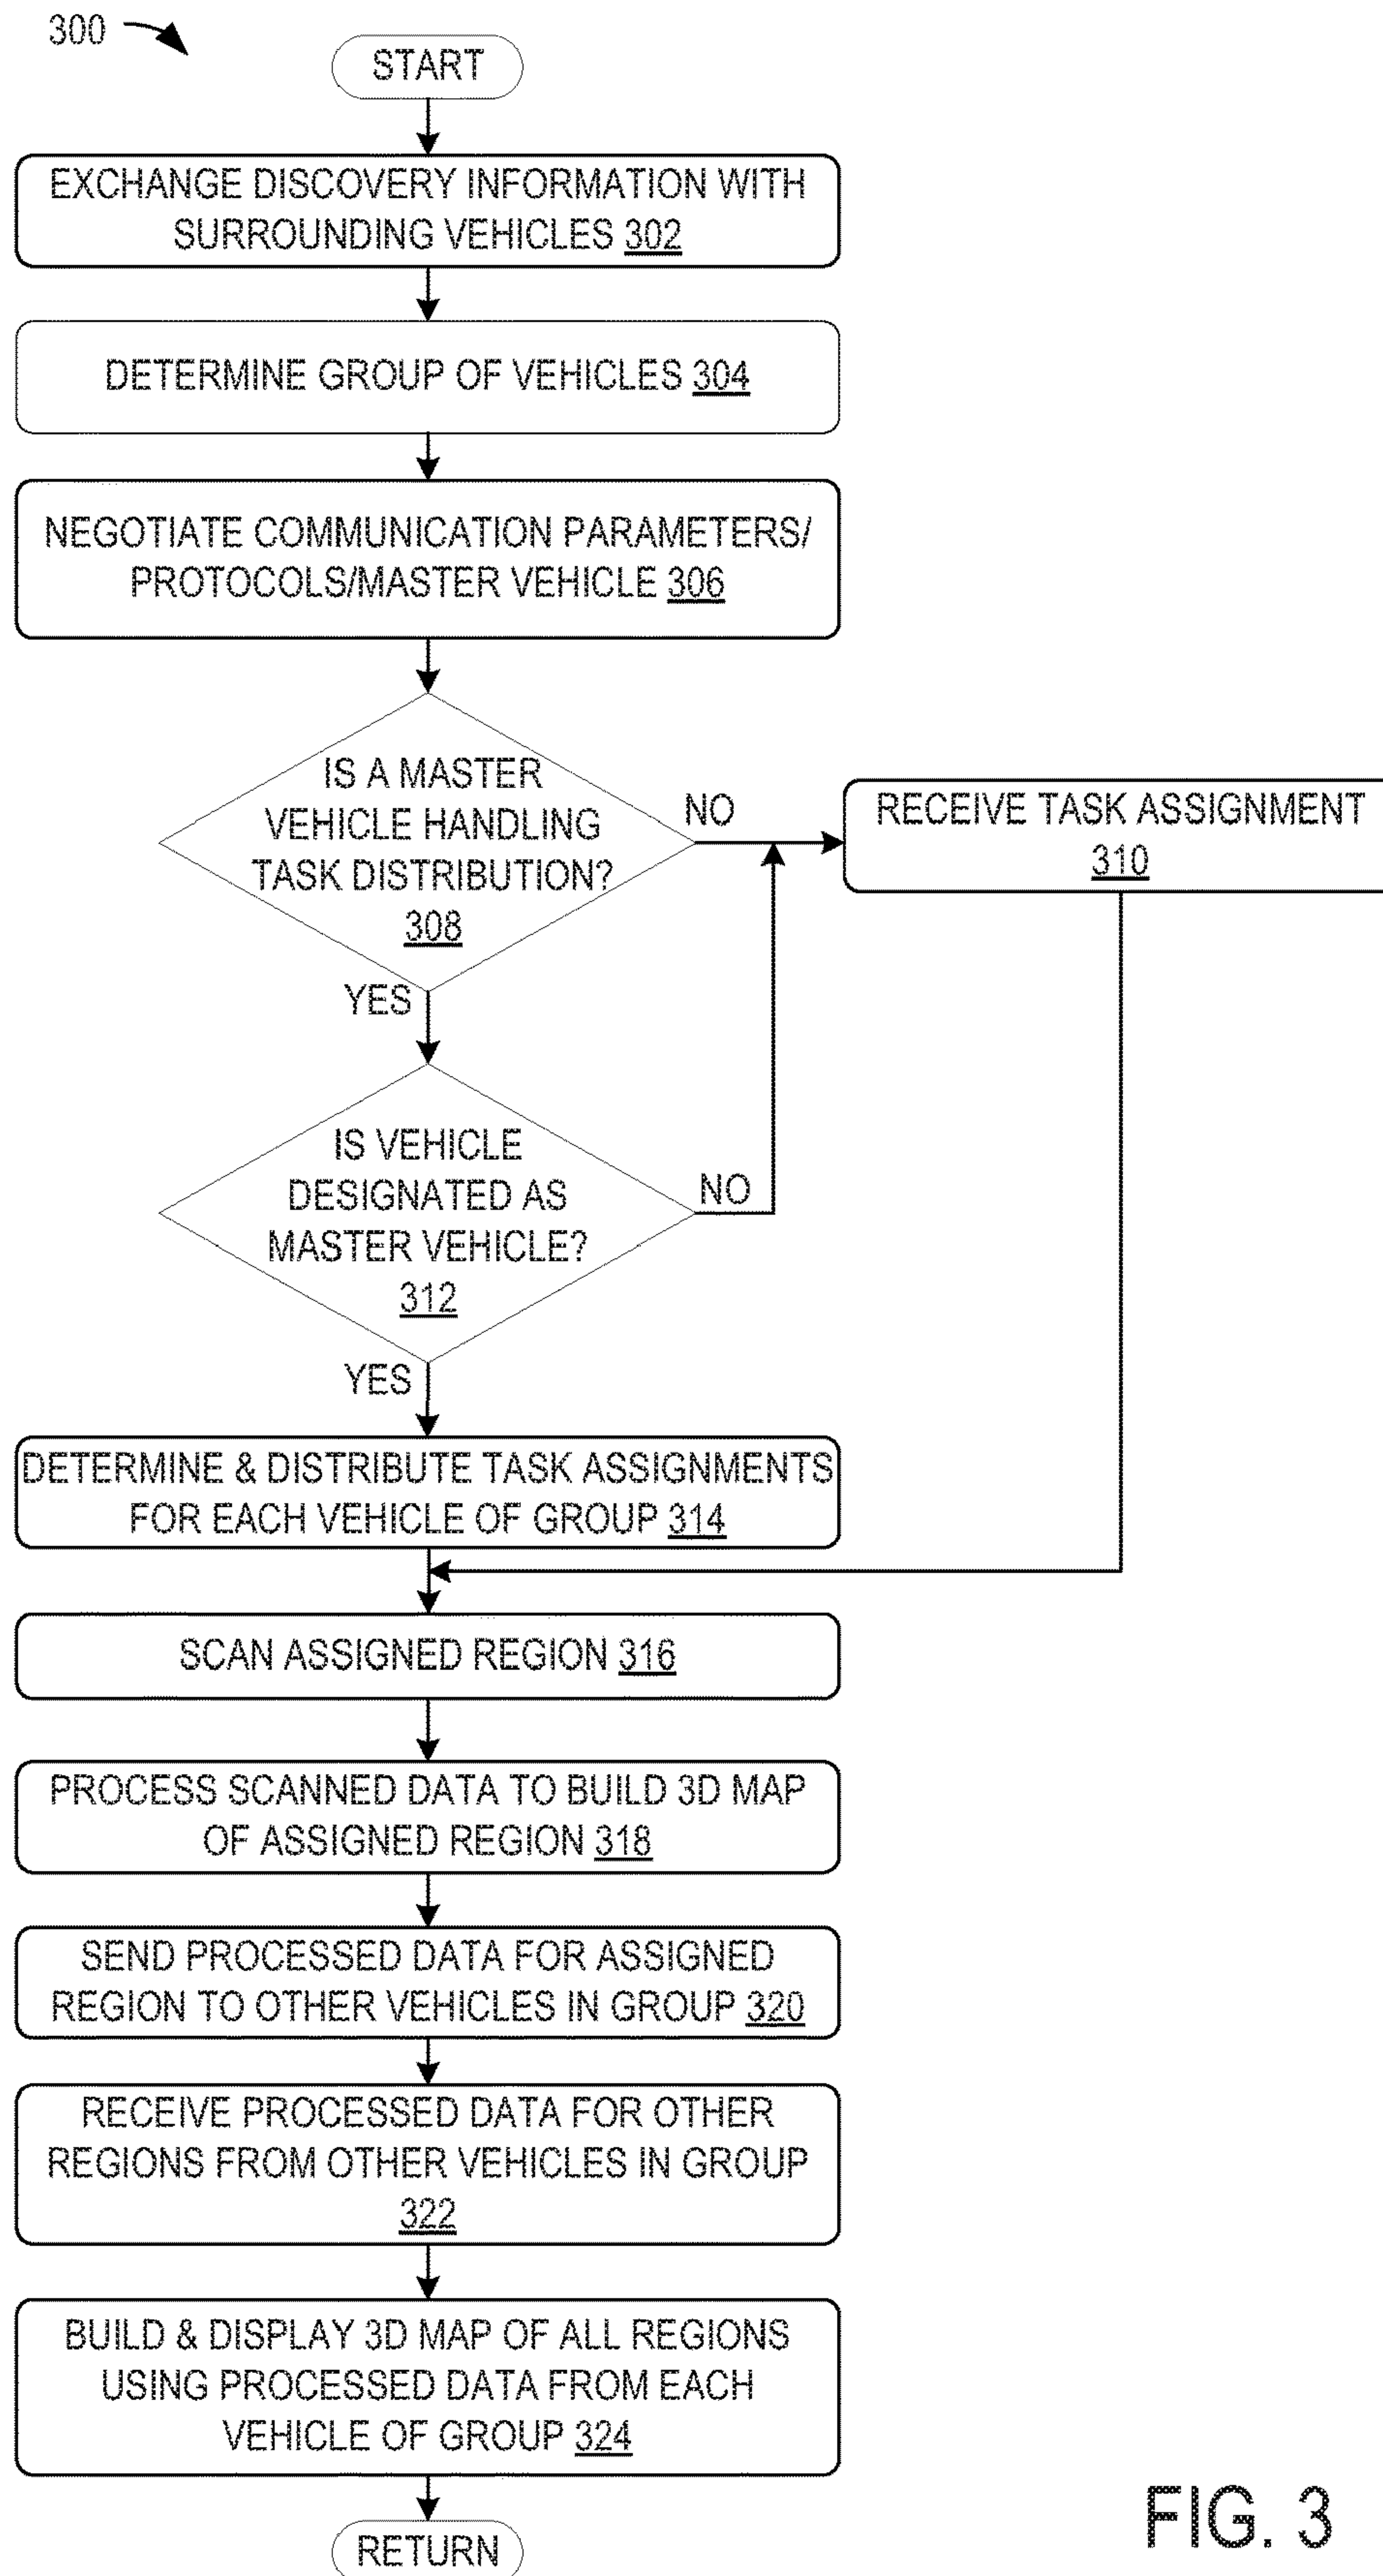 300
START
EXCHANGE DISCOVERY INFORMATION WITH
SURROUNDING VEHICLES 302
DETERMINE GROUP OF VEHICLES 304
NEGOTIATE COMMUNICATION PARAMETERS/
PROTOCOLS/MASTER VEHICLE 306
IS A MASTER
VEHICLE HANDLING
TASK DISTRIBUTION?
308
NO
RECEIVE TASK ASSIGNMENT
310
YES
IS VEHICLE
DESIGNATED AS
MASTER VEHICLE?
312
NO
YES
DETERMINE & DISTRIBUTE TASK ASSIGNMENTS
FOR EACH VEHICLE OF GROUP 314
SCAN ASSIGNED REGION 316
PROCESS SCANNED DATA TO BUILD 3D MAP
OF ASSIGNED REGION 318
SEND PROCESSED DATA FOR ASSIGNED
REGION TO OTHER VEHICLES IN GROUP 320
RECEIVE PROCESSED DATA FOR OTHER
REGIONS FROM OTHER VEHICLES IN GROUP
322
BUILD & DISPLAY 3D MAP OF ALL REGIONS
USING PROCESSED DATA FROM EACH
VEHICLE OF GROUP 324
RETURN
FIG. 3